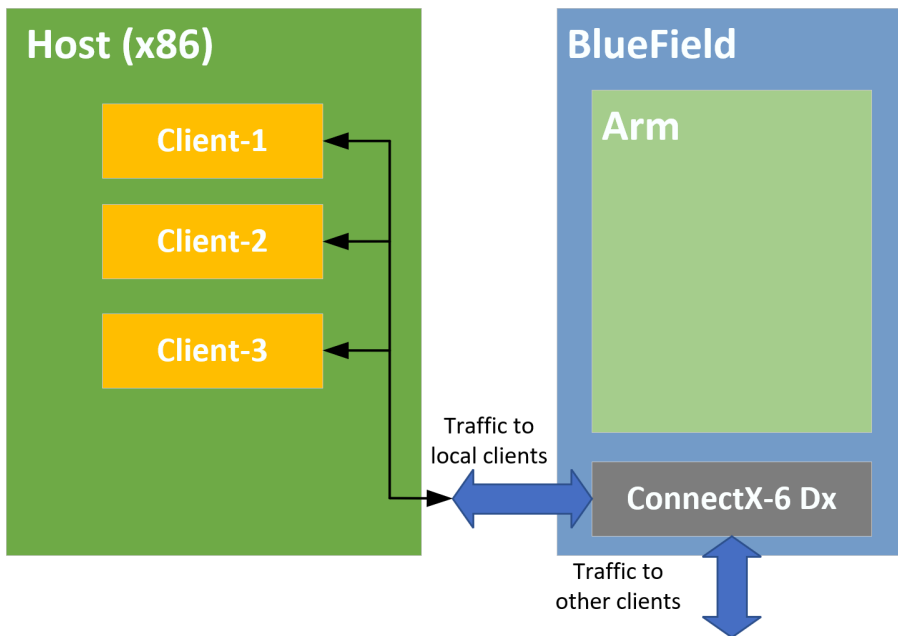 Host (x86)
Client-1
Client-2
Client-3
Traffic to
local clients
BlueField
Arm
ConnectX-6 Dx
Traffic to
other clients